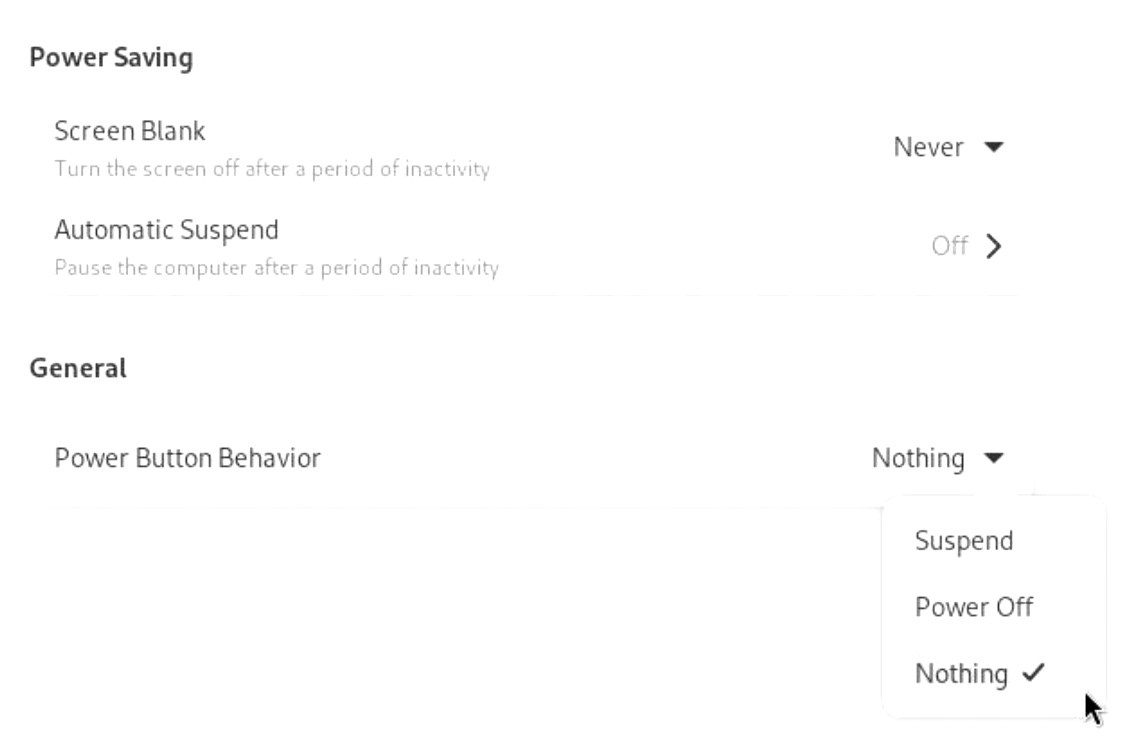 Power Saving
Screen Blank
Never
Turn the screen off after a period of inactivity
Automatic Suspend
Off
Pause the computer after a period of inactivity
General
Power Button Behavior
Nothing
Suspend
Power Off
Nothing